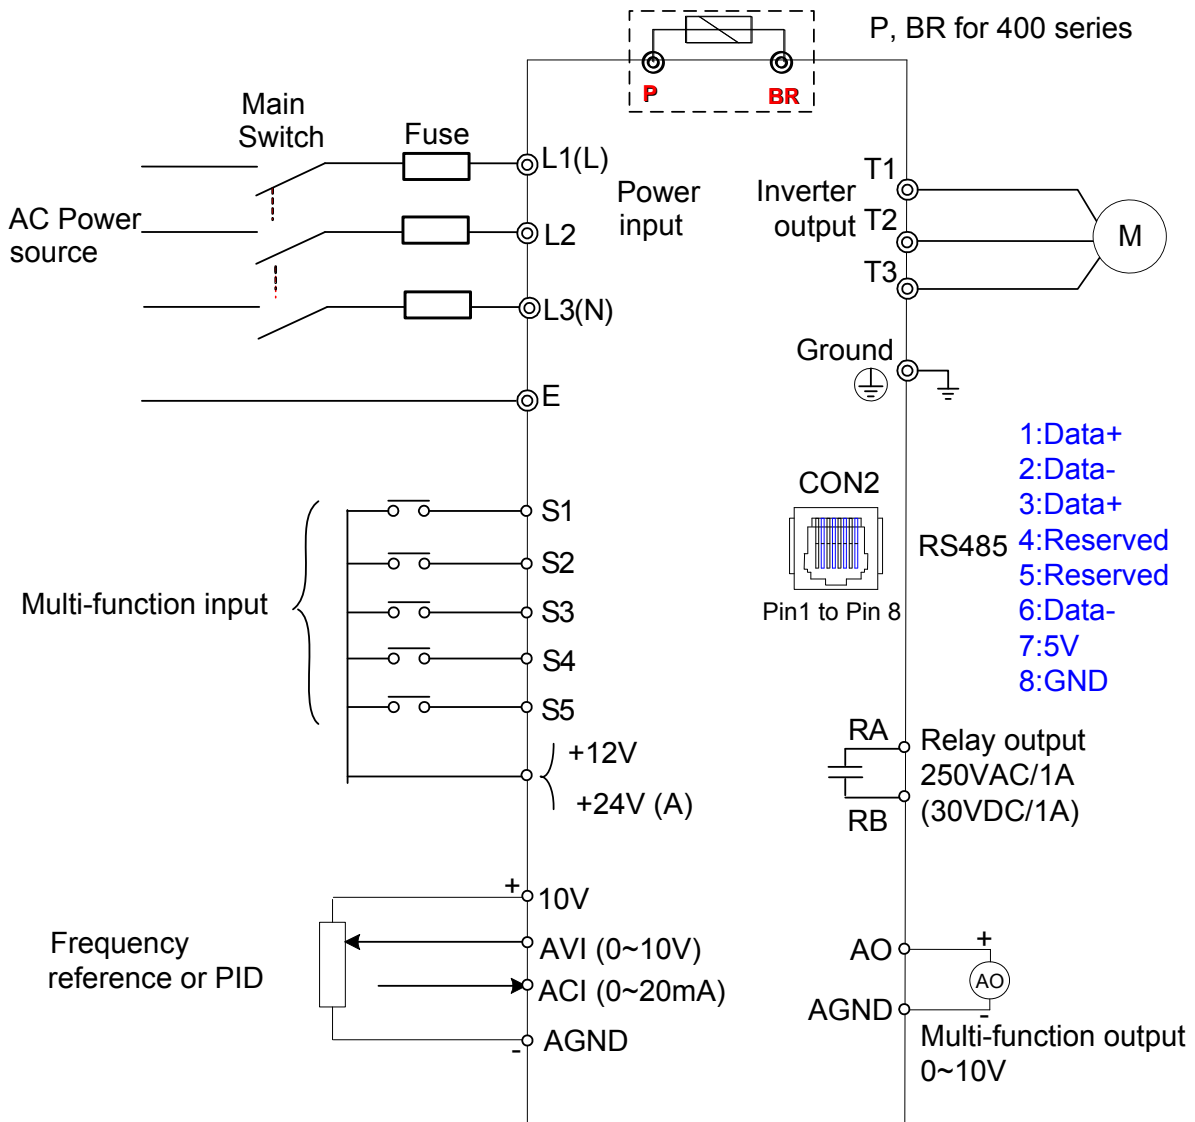 P, BR for 400 series
P
BR
Main
Switch
Fuse
AC Power
source
L1(L)
L2
L3(N)
E
Power
input
Inverter
output
T1
T2
T3
M
Ground
CON2
Pin1 to Pin 8
RS485
1:Data+
2:Data-
3:Data+
4:Reserved
5:Reserved
6:Data-
7:5V
8:GND
Multi-function input
S1
S2
S3
S4
S5
+12V
+24V (A)
RA
RB
Relay output
250VAC/1A
(30VDC/1A)
Frequency
reference or PID
+
10V
AVI (0~10V)
ACI (0~20mA)
-
AGND
AO
AGND
+
AO
-
Multi-function output
0~10V